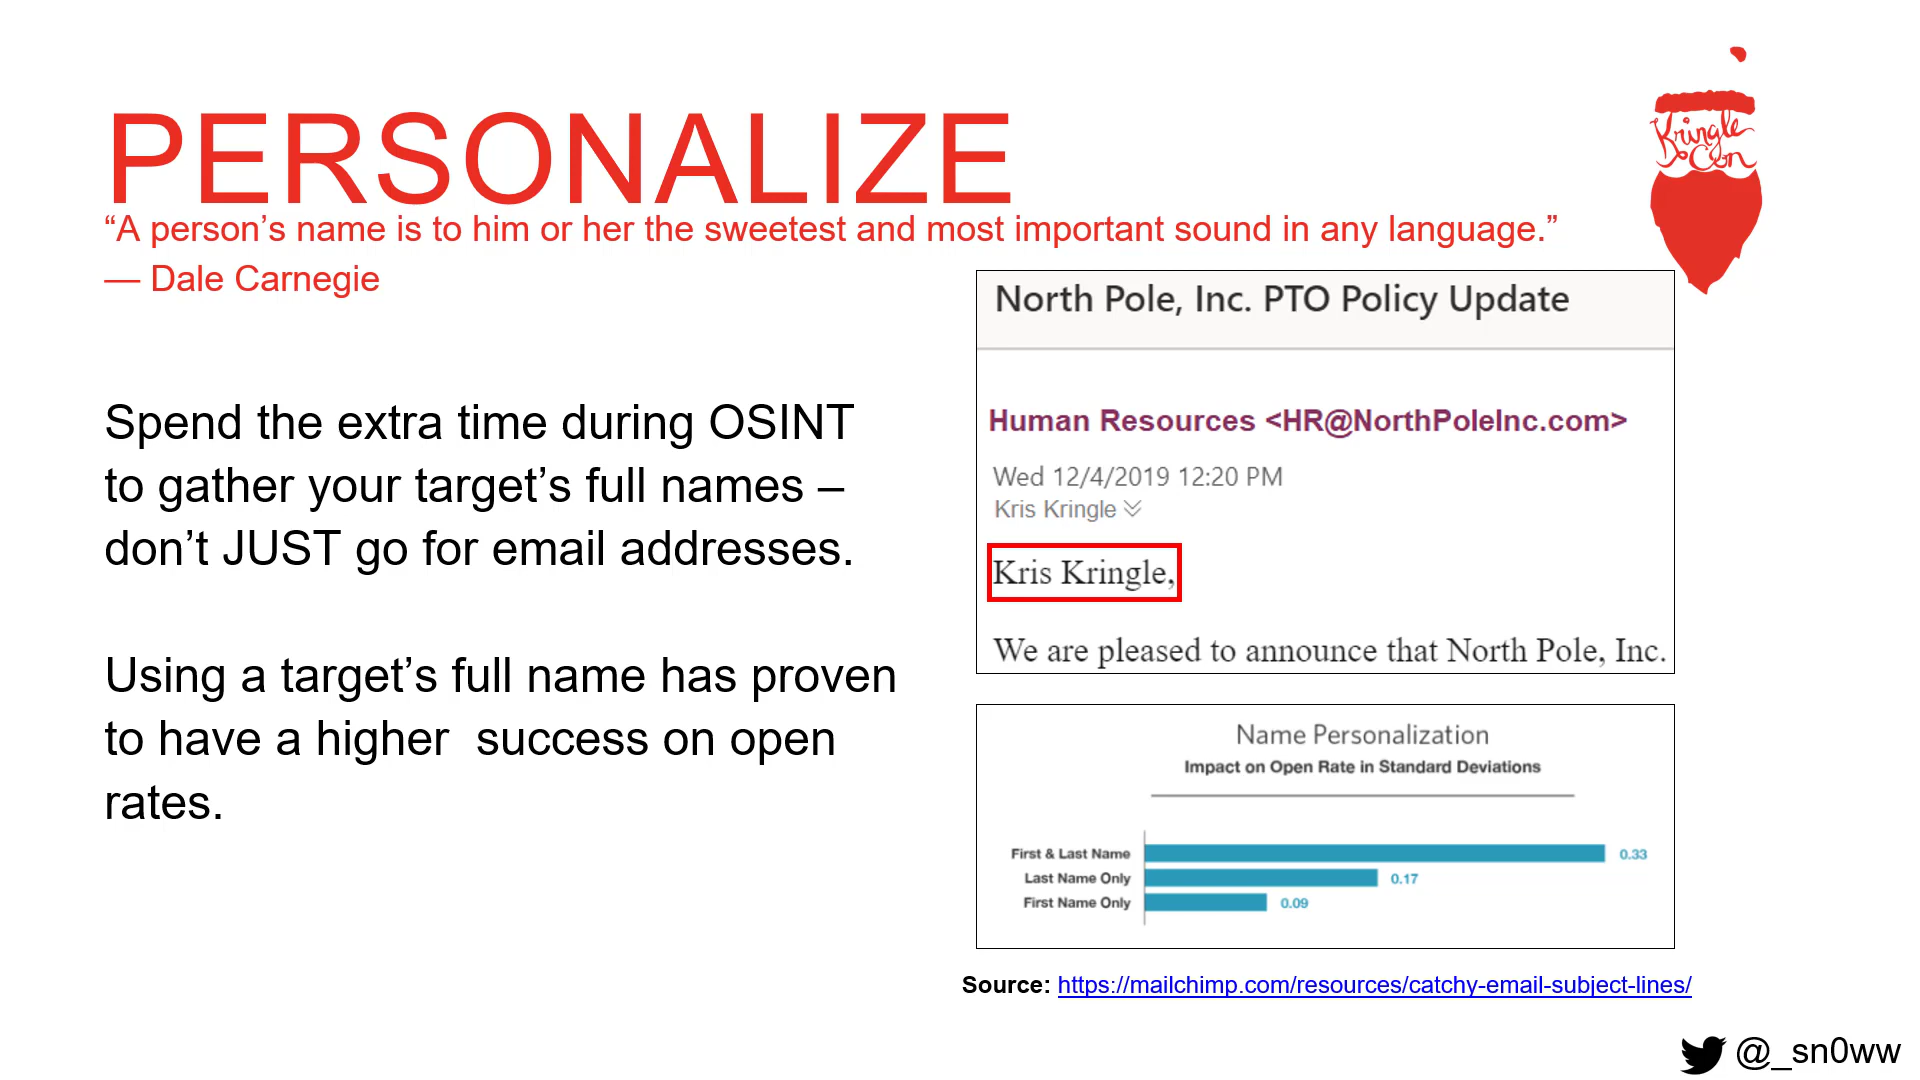 PERSONALIZE
“A person’s name is to him or her the sweetest and most important sound in any language.”
— Dale Carnegie
Kringle
Con
Spend the extra time during OSINT
to gather your target’s full names –
don’t JUST go for email addresses.
Using a target’s full name has proven
to have a higher  success on open
rates.
North Pole, Inc. PTO Policy Update
Human Resources <HR@NorthPoleInc.com>
Wed 12/4/2019 12:20 PM
Kris Kringle
Kris Kringle,
We are pleased to announce that North Pole, Inc.
Name Personalization
Impact on Open Rate in Standard Deviations
First & Last Name 0.33
Last Name Only 0.17
First Name Only 0.09
Source: https://mailchimp.com/resources/catchy-email-subject-lines/
@_sn0ww